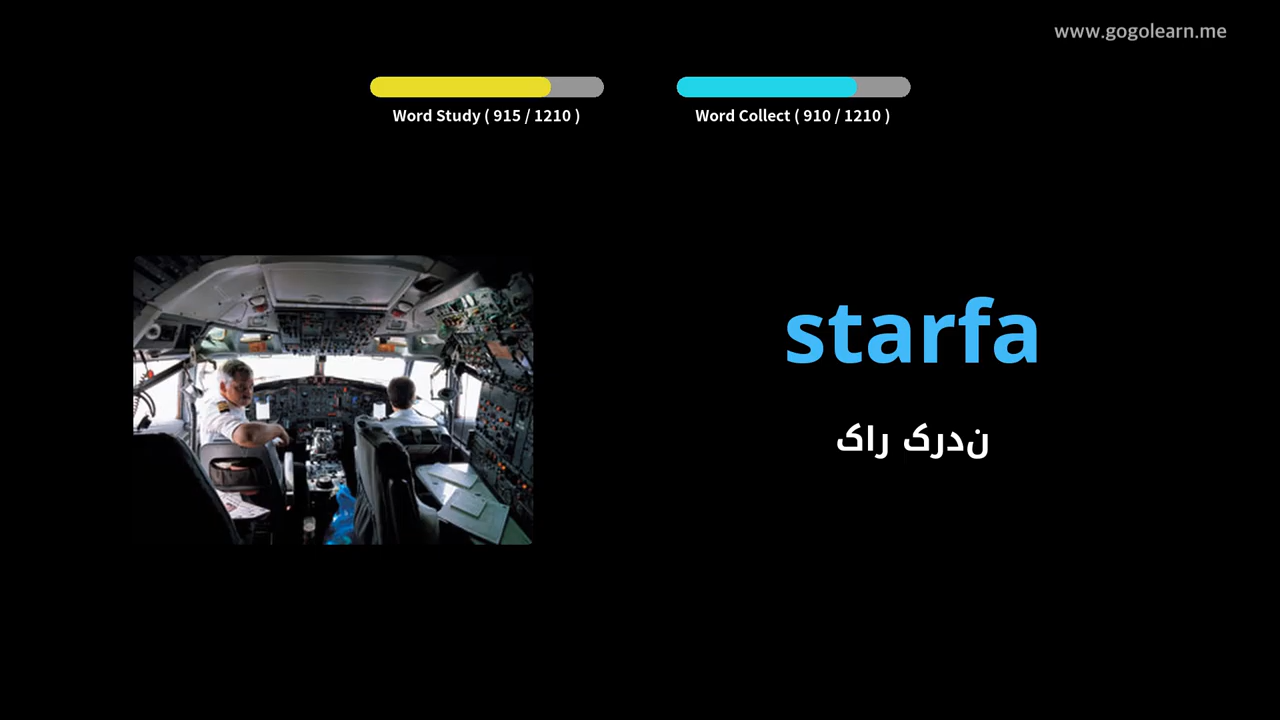 www.gogolearn.me
Word Study ( 915 / 1210 )
Word Collect ( 910 / 1210 )
starfa
کار کردن